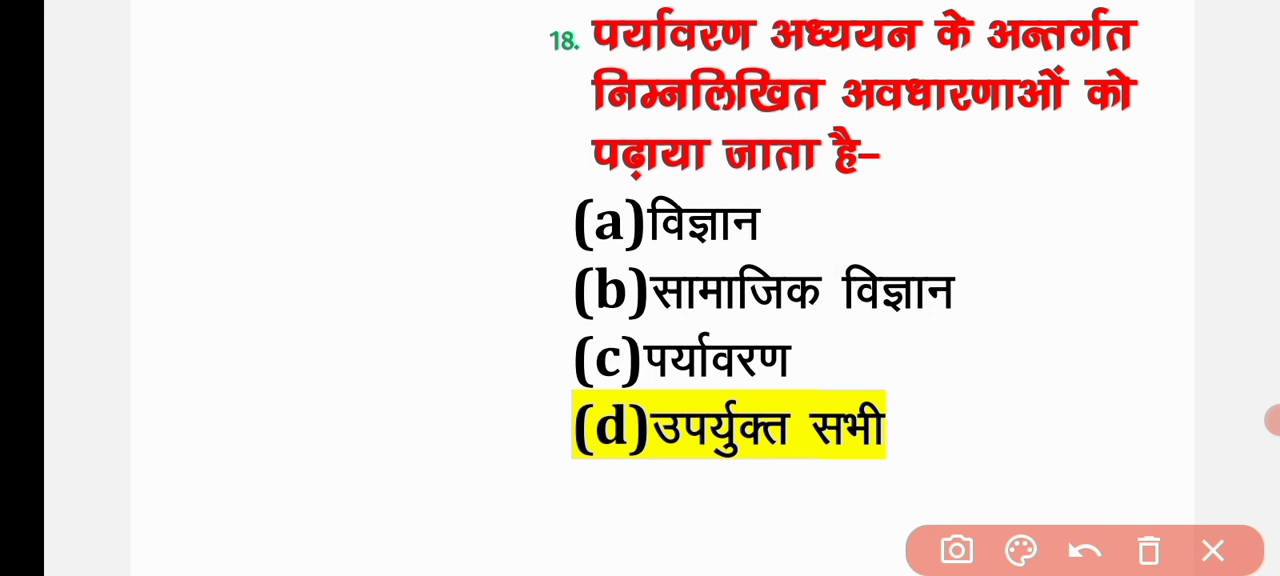 18. पर्यावरण अध्ययन के अन्तर्गत
निम्नलिखित अवधारणाओं को
पढ़ाया जाता है–
(a)विज्ञान
(b)सामाजिक विज्ञान
(c)पर्यावरण
(d)उपर्युक्त सभी